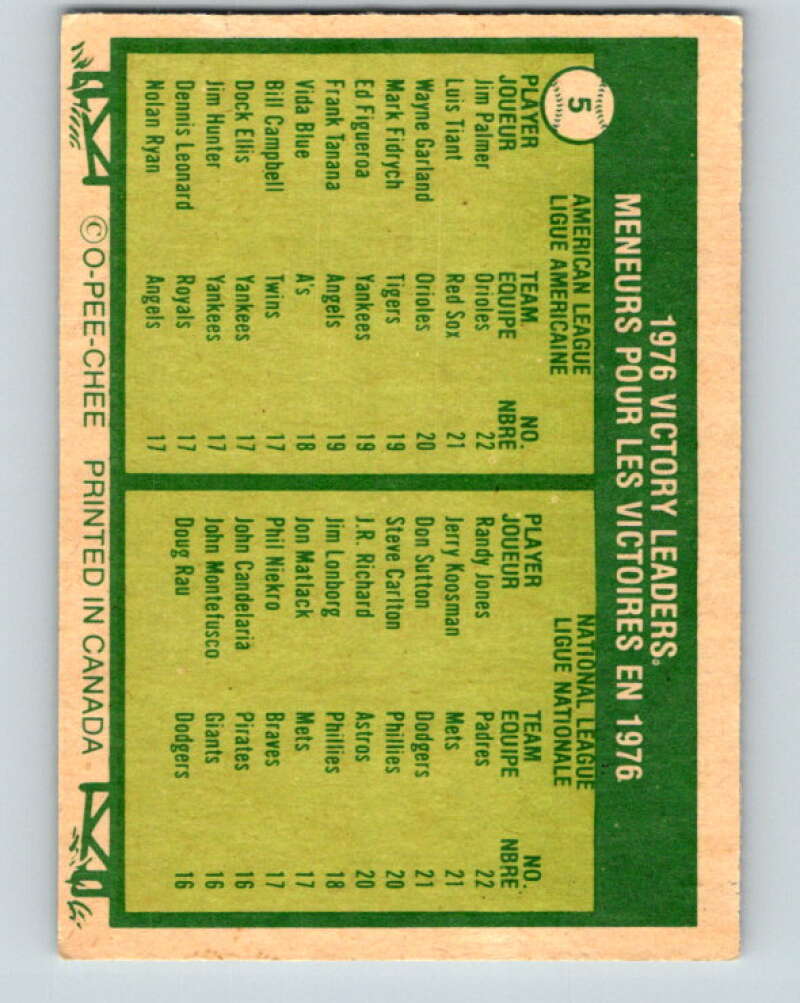 5
1976 VICTORY LEADERS
MENEURS POUR LES VICTOIRES EN 1976
AMERICAN LEAGUE
LIGUE AMERICAINE
PLAYER TEAM NO.
JOUEUR EQUIPE NBRE
Jim Palmer Orioles 22
Luis Tiant Red Sox 21
Wayne Garland Orioles 20
Mark Fidrych Tigers 19
Ed Figueroa Yankees 19
Frank Tanana Angels 19
Vida Blue A's 18
Bill Campbell Twins 17
Dock Ellis Yankees 17
Jim Hunter Yankees 17
Dennis Leonard Royals 17
Nolan Ryan Angels 17
NATIONAL LEAGUE
LIGUE NATIONALE
PLAYER TEAM NO.
JOUEUR EQUIPE NBRE
Randy Jones Padres 22
Jerry Koosman Mets 21
Don Sutton Dodgers 21
Steve Carlton Phillies 20
J.R. Richard Astros 20
Jim Lonborg Phillies 18
Jon Matlack Mets 17
Phil Niekro Braves 17
John Candelaria Pirates 16
John Montefusco Giants 16
Doug Rau Dodgers 16
©O-PEE-CHEE PRINTED IN CANADA